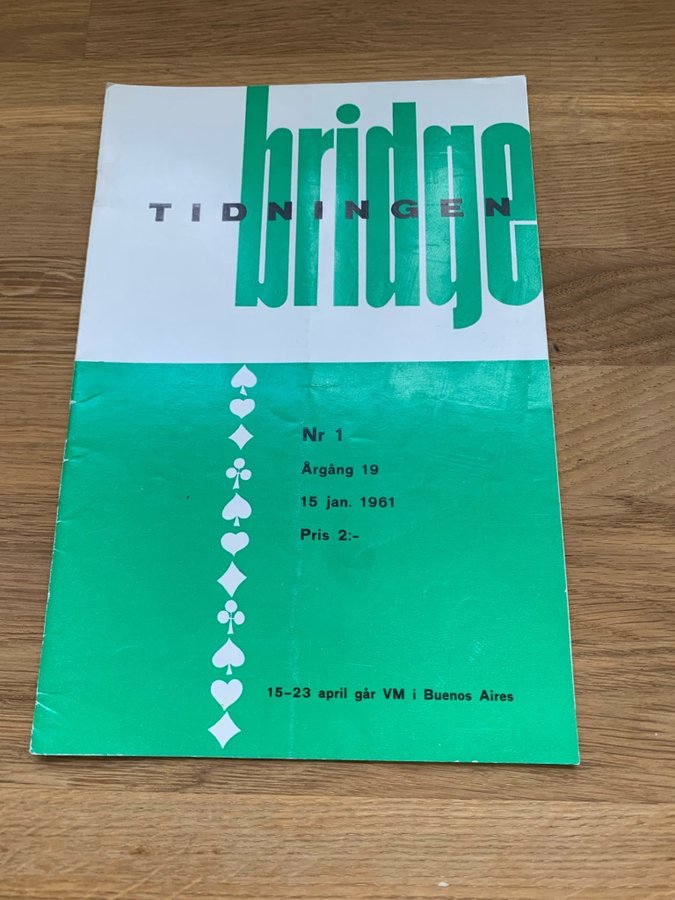 bridge
TIDNINGEN
Nr 1
Årgång 19
15 jan. 1961
Pris 2:-
15-23 april går VM i Buenos Aires